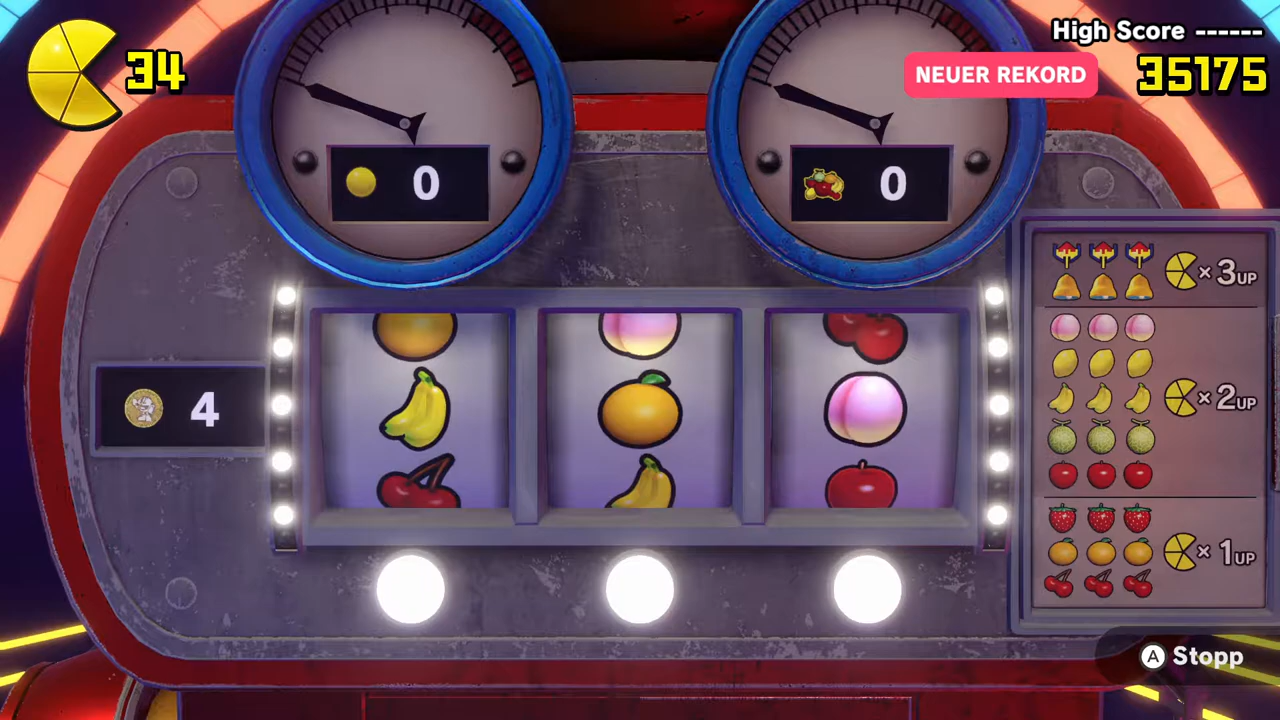 34
High Score ------
NEUER REKORD
35175
0
0
4
× 3UP
× 2UP
× 1UP
A Stopp